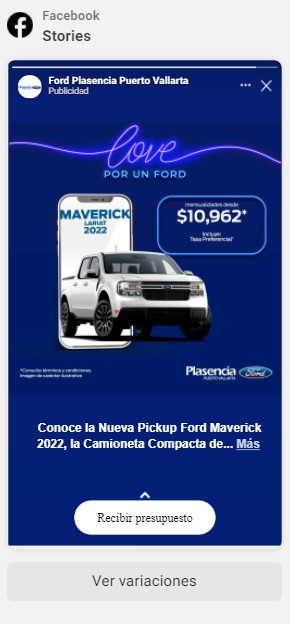 Facebook
Stories
Ford Plasencia Puerto Vallarta
Publicidad
love
POR UN FORD
MAVERICK
LARIAT
2022
mensualidades desde
$10,962*
Incluye:
"Tasa Preferencial"
*Consulta términos y condiciones.
Imagen de carácter ilustrativo
Plasencia Ford
PUERTO VALLARTA
Conoce la Nueva Pickup Ford Maverick
2022, la Camioneta Compacta de... Más
Recibir presupuesto
Ver variaciones